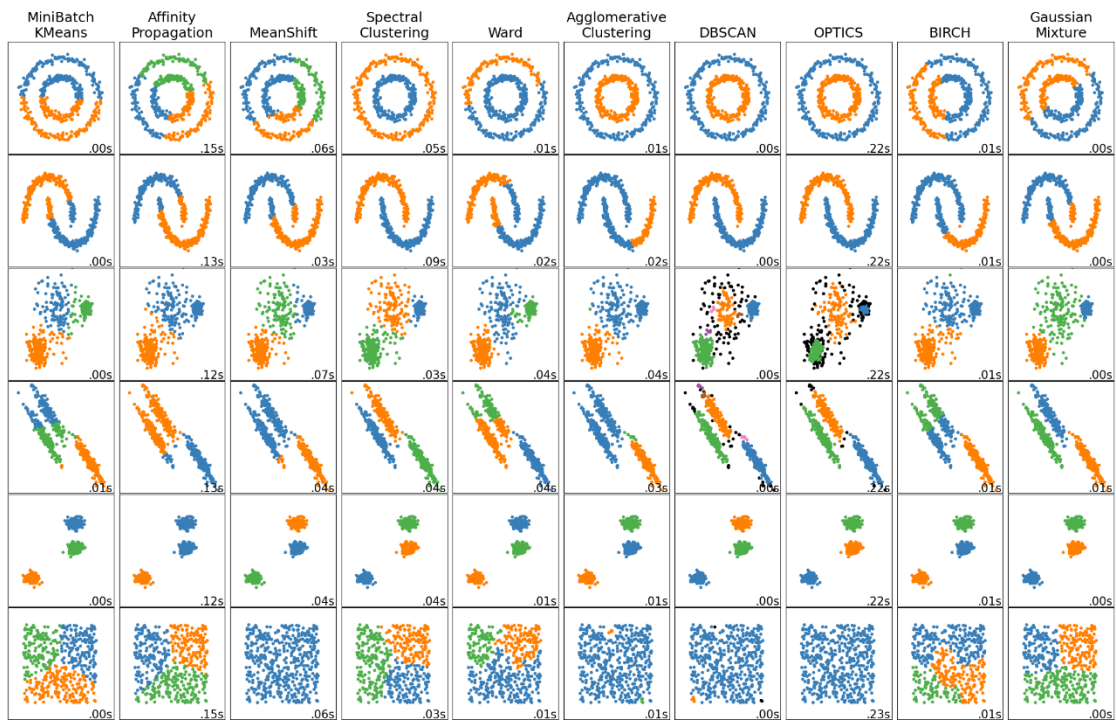 MiniBatch
KMeans
Affinity
Propagation
MeanShift
Spectral
Clustering
Ward
Agglomerative
Clustering
DBSCAN
OPTICS
BIRCH
Gaussian
Mixture
.00s
.15s
.06s
.05s
.01s
.01s
.00s
.22s
.01s
.00s
.00s
.13s
.03s
.09s
.02s
.02s
.00s
.22s
.01s
.00s
.00s
.12s
.07s
.03s
.04s
.04s
.00s
.22s
.01s
.00s
.01s
.13s
.04s
.04s
.04s
.03s
.00s
.22s
.01s
.01s
.00s
.12s
.04s
.04s
.01s
.01s
.00s
.22s
.01s
.00s
.00s
.15s
.06s
.03s
.01s
.01s
.00s
.23s
.01s
.00s